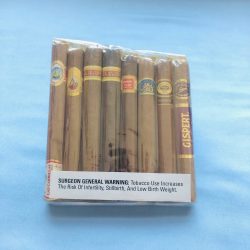 GISPERT
SURGEON GENERAL WARNING: Tobacco Use Increases
The Risk Of Infertility, Stillbirth, And Low Birth Weight.